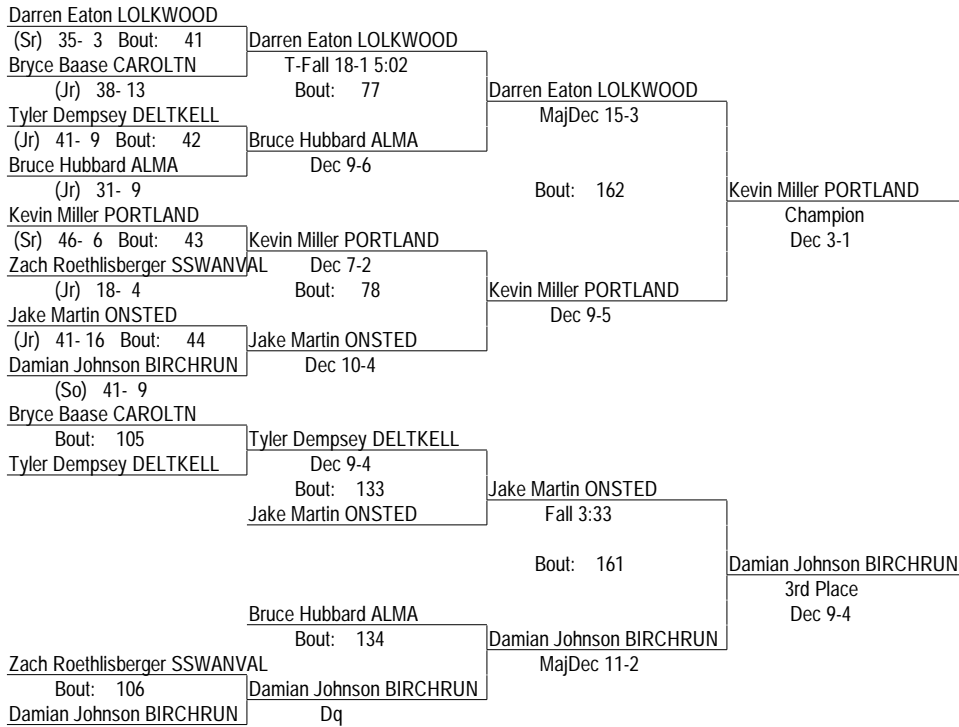 Darren Eaton LOLKWOOD
(Sr) 35- 3 Bout: 41
Darren Eaton LOLKWOOD
Bryce Baase CAROLTN
T-Fall 18-1 5:02
(Jr) 38- 13
Bout: 77
Darren Eaton LOLKWOOD
Tyler Dempsey DELTKELL
MajDec 15-3
(Jr) 41- 9 Bout: 42
Bruce Hubbard ALMA
Bruce Hubbard ALMA
Dec 9-6
(Jr) 31- 9
Bout: 162
Kevin Miller PORTLAND
Kevin Miller PORTLAND
Champion
(Sr) 46- 6 Bout: 43
Kevin Miller PORTLAND
Dec 3-1
Zach Roethlisberger SSWANVAL
Dec 7-2
(Jr) 18- 4
Bout: 78
Kevin Miller PORTLAND
Jake Martin ONSTED
Dec 9-5
(Jr) 41- 16 Bout: 44
Jake Martin ONSTED
Damian Johnson BIRCHRUN
Dec 10-4
(So) 41- 9
Bryce Baase CAROLTN
Bout: 105
Tyler Dempsey DELTKELL
Tyler Dempsey DELTKELL
Dec 9-4
Bout: 133
Jake Martin ONSTED
Jake Martin ONSTED
Fall 3:33
Bout: 161
Damian Johnson BIRCHRUN
3rd Place
Bruce Hubbard ALMA
Dec 9-4
Bout: 134
Damian Johnson BIRCHRUN
Zach Roethlisberger SSWANVAL
MajDec 11-2
Bout: 106
Damian Johnson BIRCHRUN
Damian Johnson BIRCHRUN
Dq